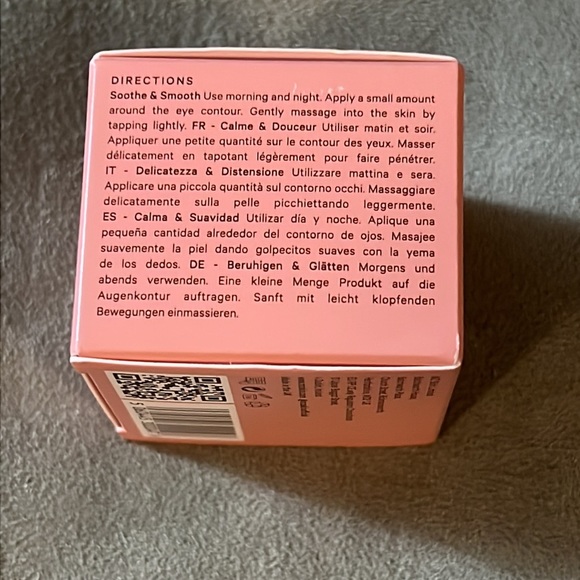 DIRECTIONS
Soothe & Smooth Use morning and night. Apply a small amount
around the eye contour. Gently massage into the skin by
tapping lightly. FR - Calme & Douceur Utiliser matin et soir.
Appliquer une petite quantité sur le contour des yeux. Masser
délicatement en tapotant légèrement pour faire pénétrer.
IT - Delicatezza & Distensione Utilizzare mattina e sera.
Applicare una piccola quantità sul contorno occhi. Massaggiare
delicatamente sulla pelle picchiettando leggermente.
ES - Calma & Suavidad Utilizar día y noche. Aplique una
pequeña cantidad alrededor del contorno de ojos. Masajee
suavemente la piel dando golpecitos suaves con la yema
de los dedos. DE - Beruhigen & Glätten Morgens und
abends verwenden. Eine kleine Menge Produkt auf die
Augenkontur auftragen. Sanft mit leicht klopfenden
Bewegungen einmassieren.